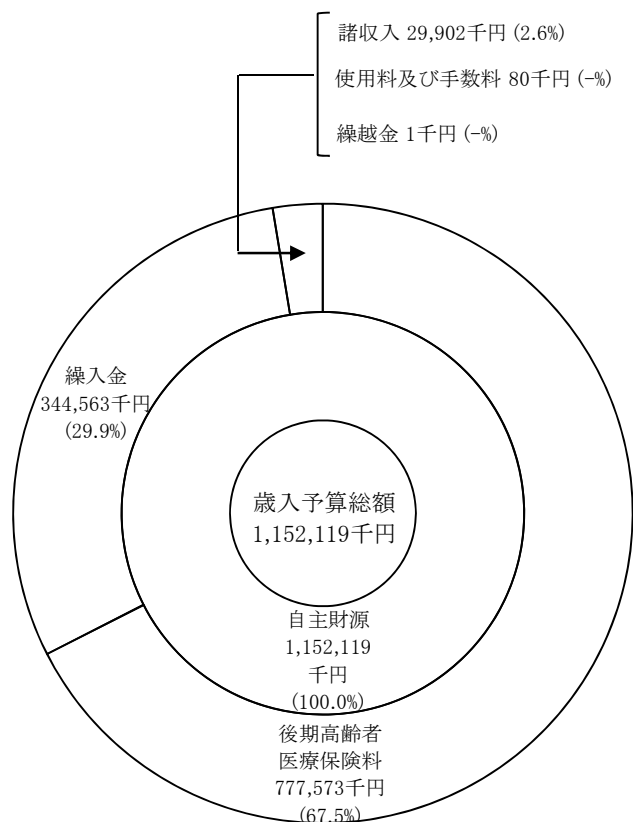 諸収入 29,902千円 (2.6%)
使用料及び手数料 80千円 (-%)
繰越金 1千円 (-%)
繰入金
344,563千円
(29.9%)
歳入予算総額
1,152,119千円
自主財源
1,152,119
千円
(100.0%)
後期高齢者
医療保険料
777,573千円
(67.5%)